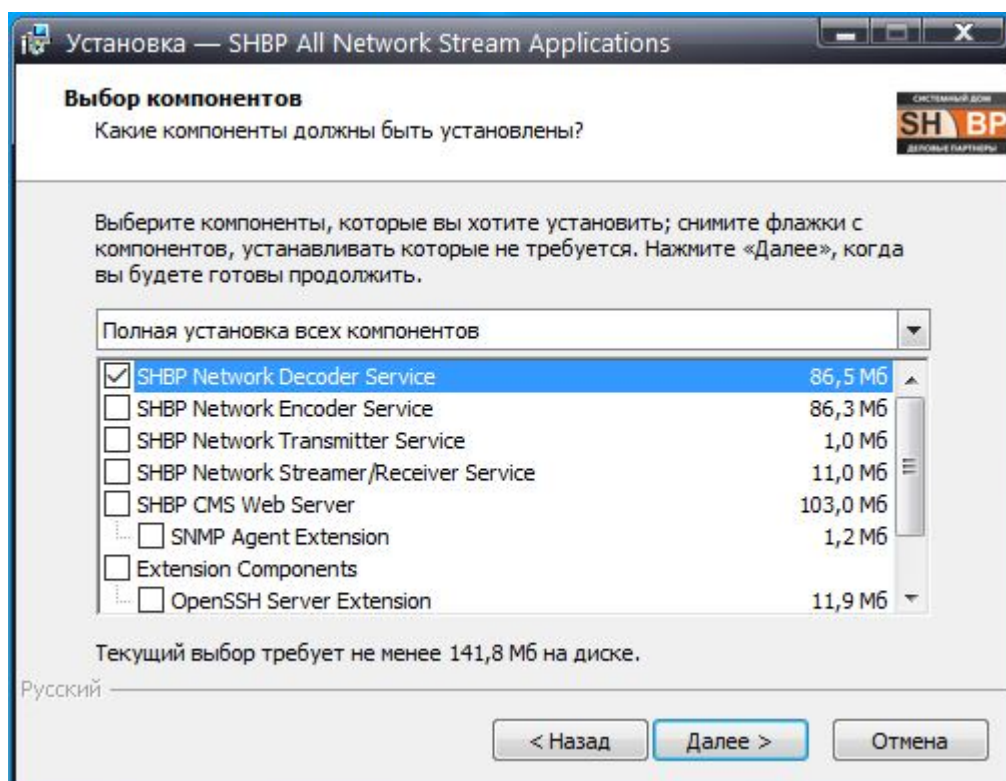 Установка — SHBP All Network Stream Applications
Выбор компонентов
Какие компоненты должны быть установлены?
СИСТЕМНЫЙ ДОМ
SH BP
ДЕЛОВЫЕ ПАРТНЕРЫ
Выберите компоненты, которые вы хотите установить; снимите флажки с
компонентов, устанавливать которые не требуется. Нажмите «Далее», когда
вы будете готовы продолжить.
Полная установка всех компонентов
SHBP Network Decoder Service 86,5 Мб
SHBP Network Encoder Service 86,3 Мб
SHBP Network Transmitter Service 1,0 Мб
SHBP Network Streamer/Receiver Service 11,0 Мб
SHBP CMS Web Server 103,0 Мб
SNMP Agent Extension 1,2 Мб
Extension Components
OpenSSH Server Extension 11,9 Мб
Текущий выбор требует не менее 141,8 Мб на диске.
Русский
< Назад Далее > Отмена